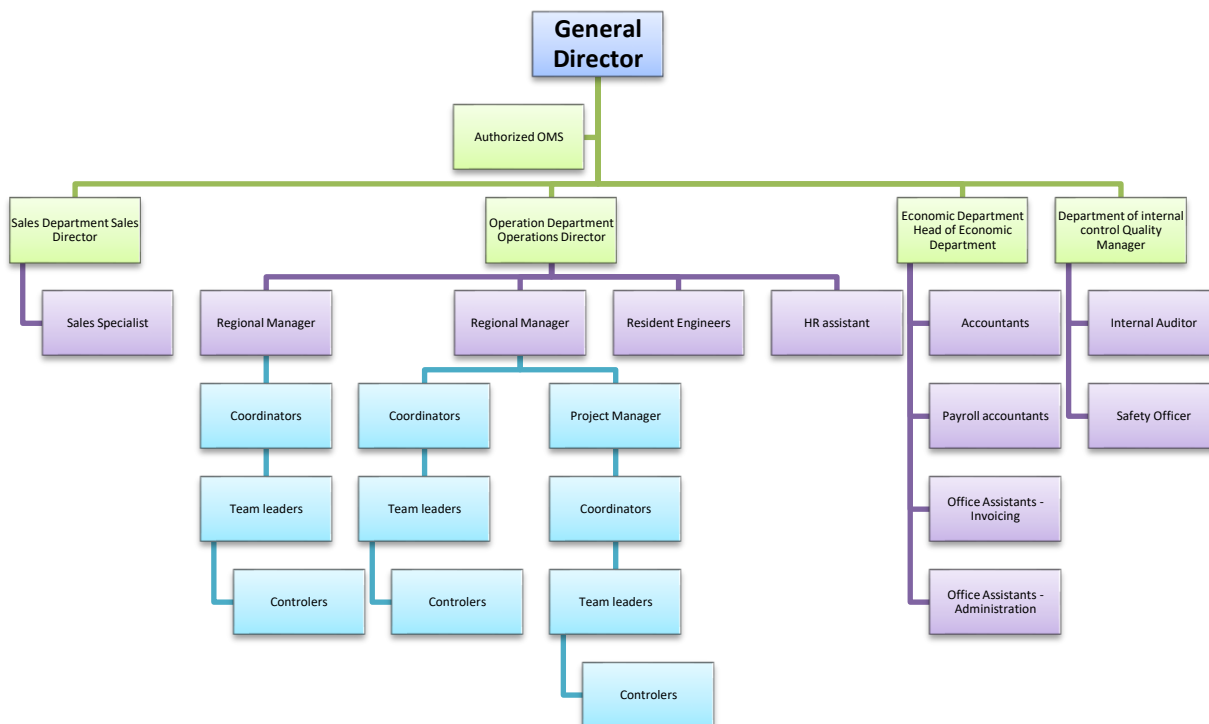 General
Director
Authorized OMS
Sales Department Sales
Director
Operation Department
Operations Director
Economic Department
Head of Economic
Department
Department of internal
control Quality
Manager
Sales Specialist
Regional Manager
Regional Manager
Resident Engineers
HR assistant
Accountants
Internal Auditor
Coordinators
Coordinators
Project Manager
Payroll accountants
Safety Officer
Team leaders
Team leaders
Coordinators
Office Assistants -
Invoicing
Controlers
Controlers
Team leaders
Office Assistants -
Administration
Controlers